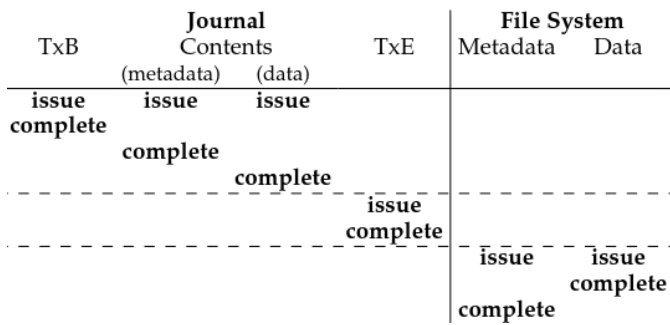 Journal File System
TxB Contents TxE Metadata Data
(metadata) (data)
issue issue issue
complete
complete
complete
issue
complete
issue issue
complete
complete